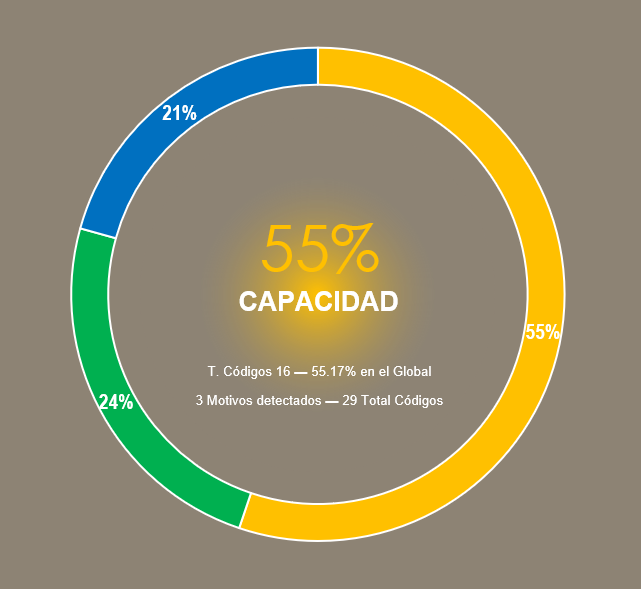 21%
55%
CAPACIDAD
55%
T. Códigos 16 — 55.17% en el Global
24%
3 Motivos detectados — 29 Total Códigos